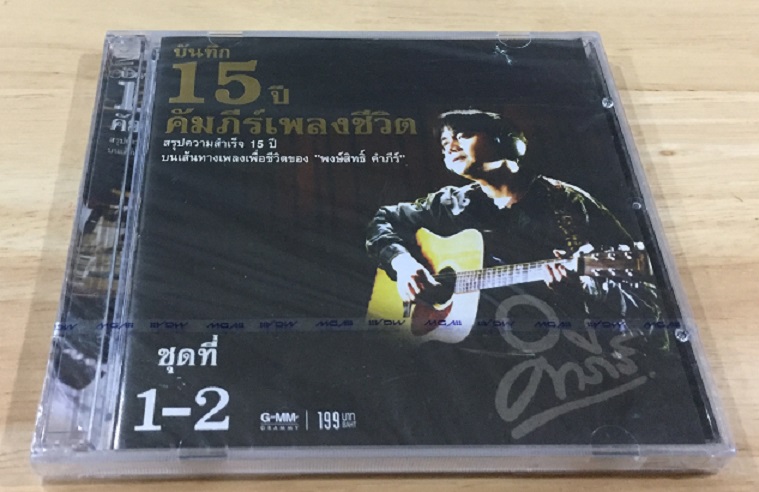 บันทึก
15 ปี
คัมภีร์เพลงชีวิต
สรุปความสำเร็จ 15 ปี
บนเส้นทางเพลงเพื่อชีวิตของ "พงษ์สิทธิ์ คำภีร์"
ชุดที่
1-2
GMM
GRAMMY
199 บาท
BAHT